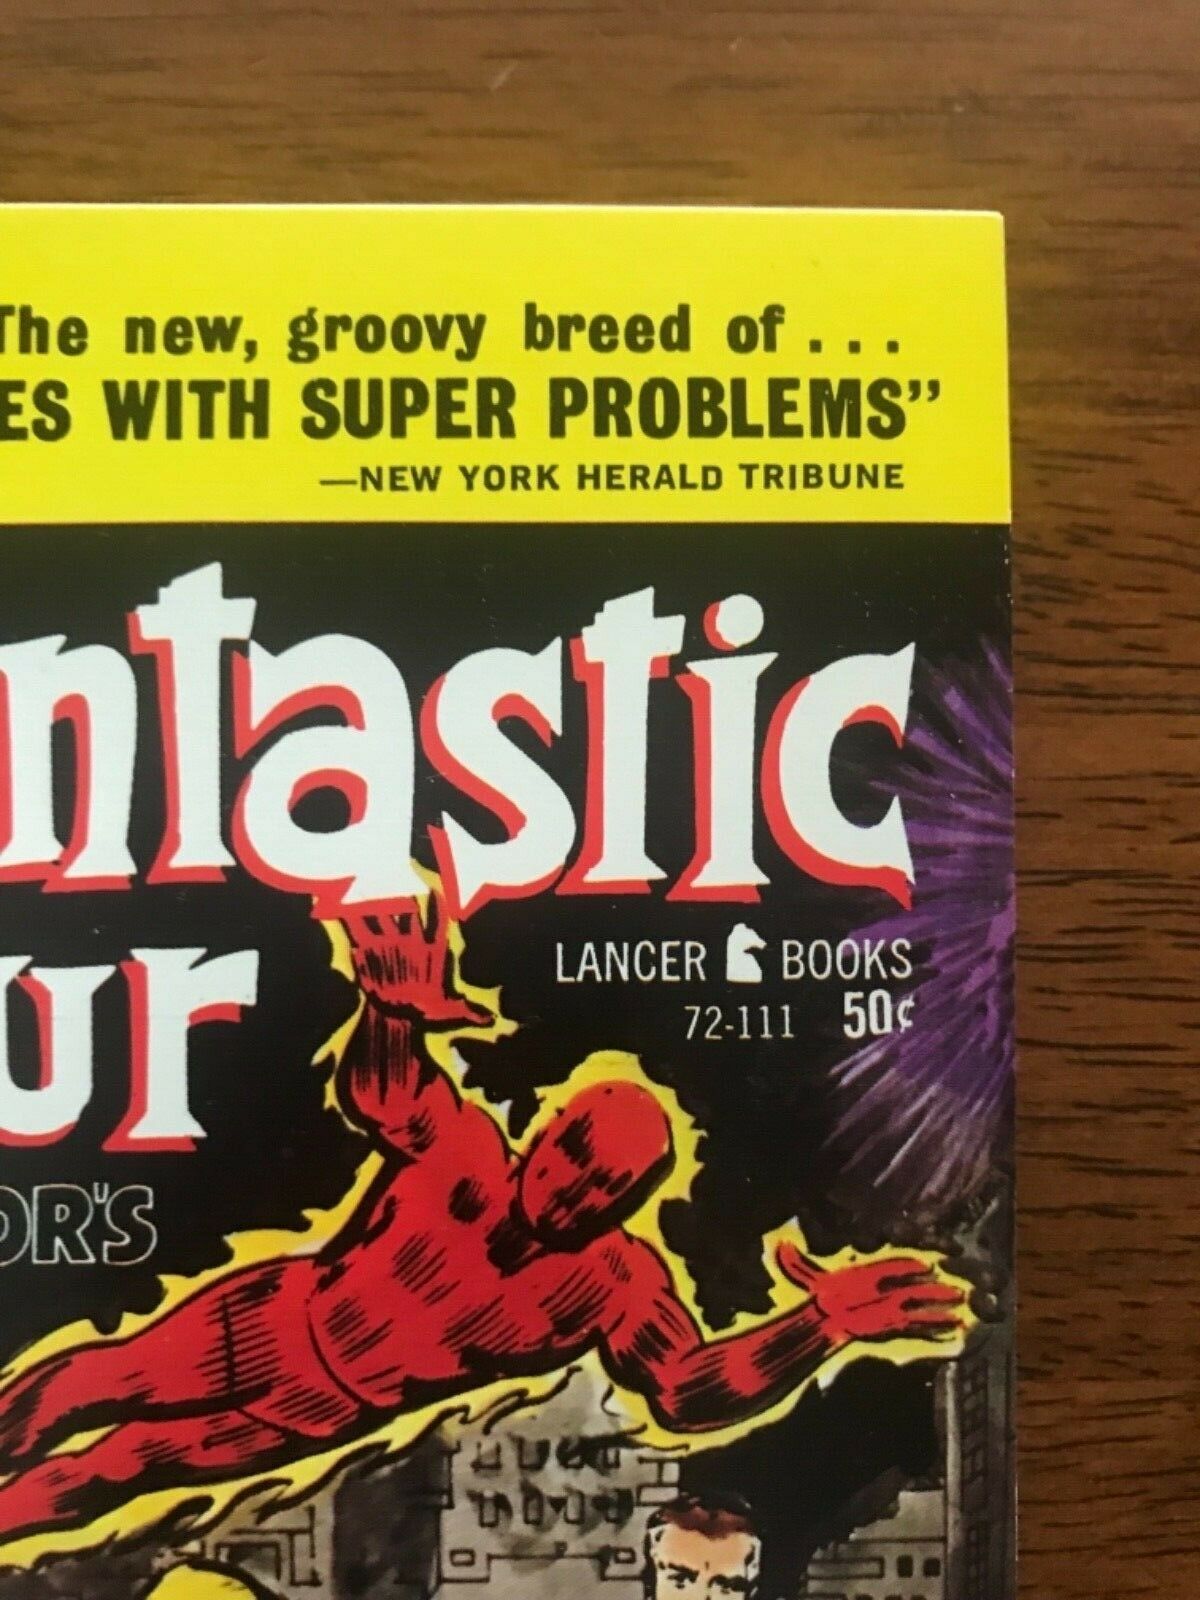 The new, groovy breed of...
ES WITH SUPER PROBLEMS”
—NEW YORK HERALD TRIBUNE
ntastic
ur
LANCER BOOKS
72-111 50¢
OR'S